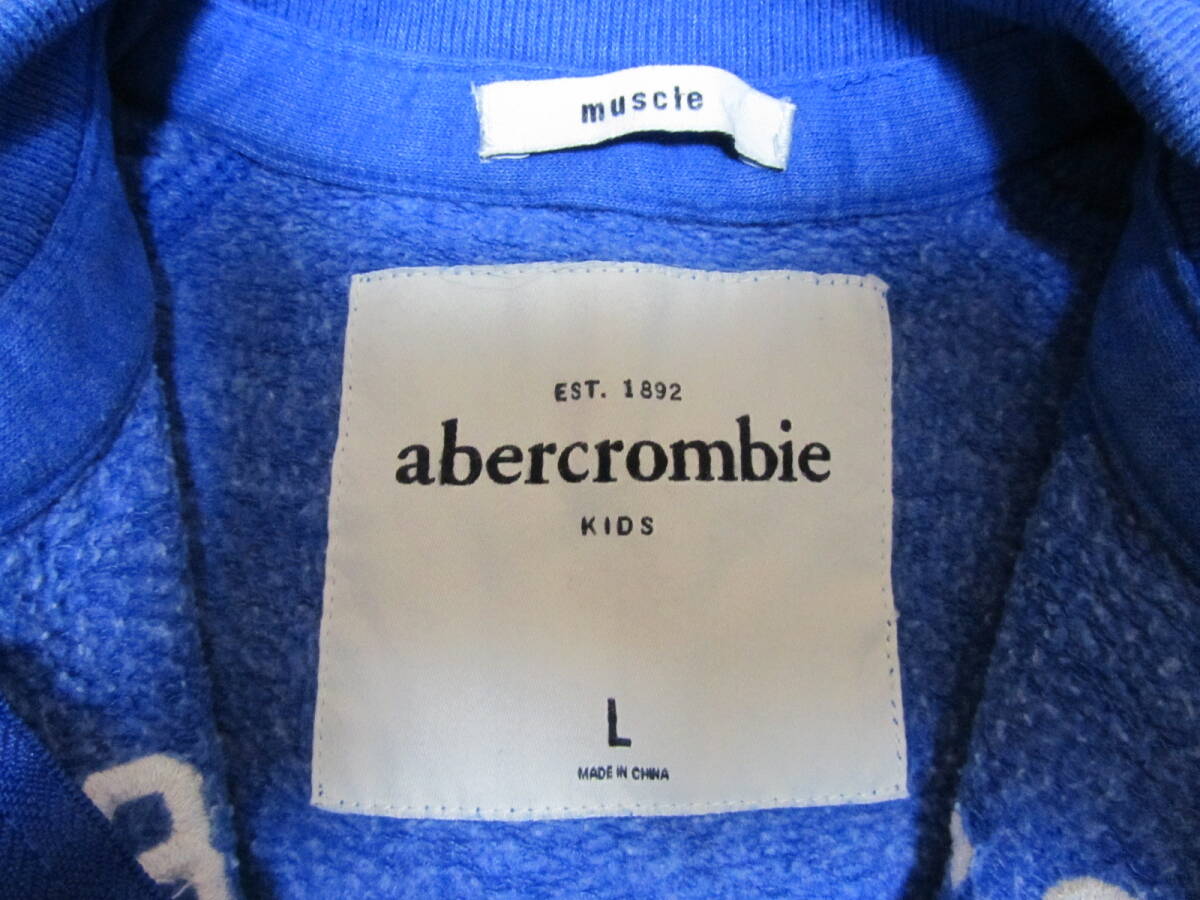 muscle
EST. 1892
abercrombie
KIDS
L
MADE IN CHINA